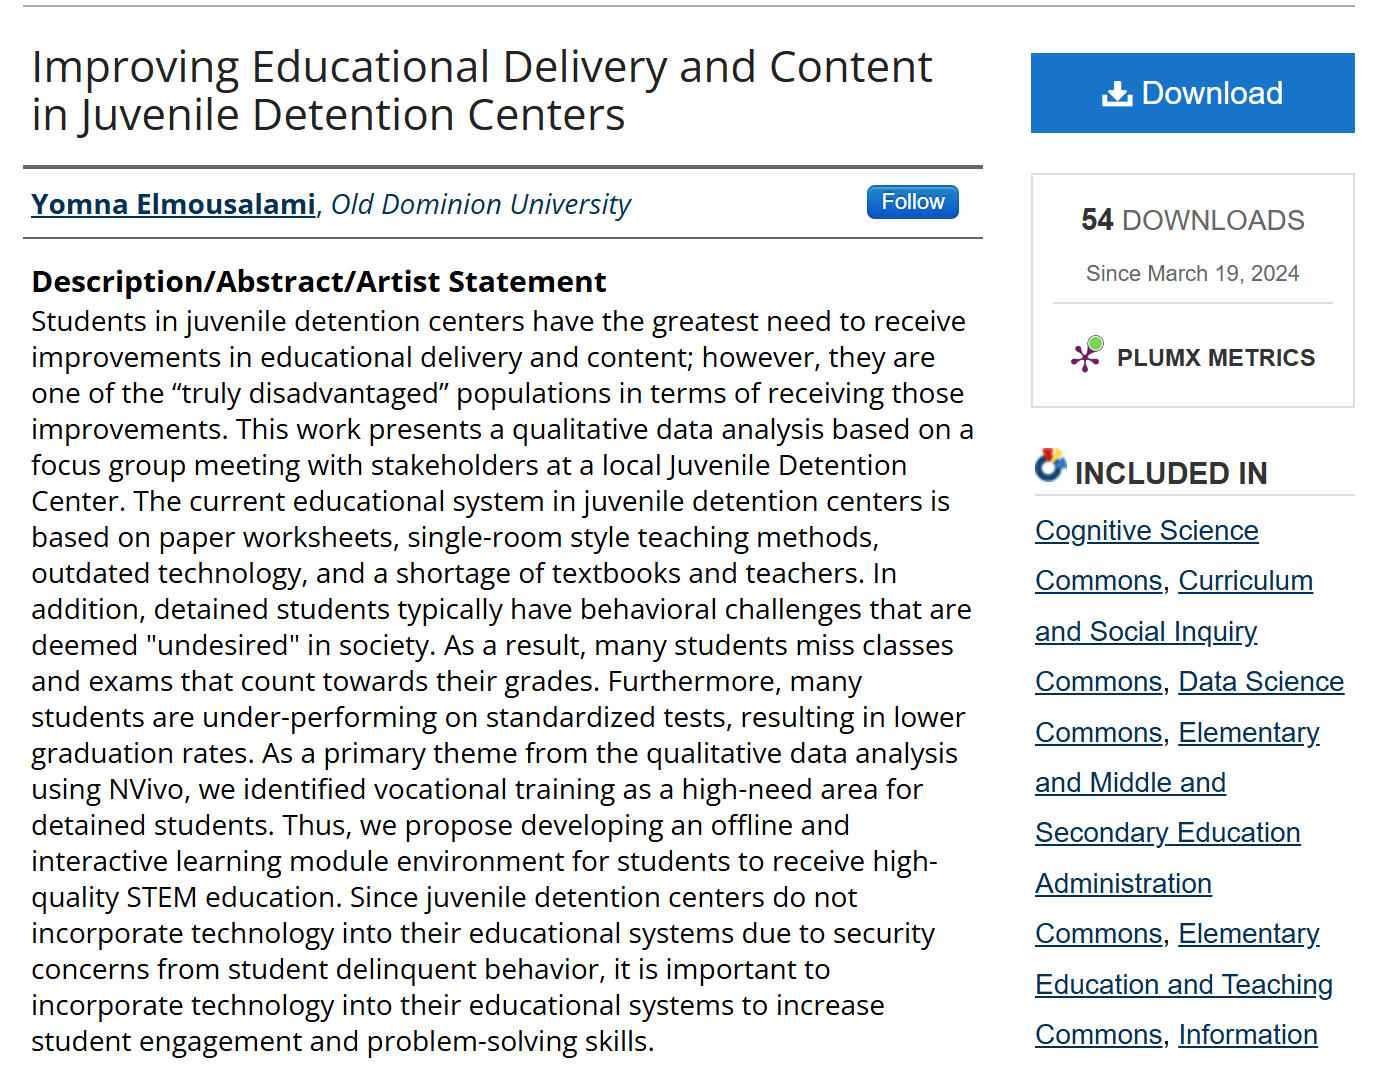 Improving Educational Delivery and Content
in Juvenile Detention Centers
Yomna Elmousalami, Old Dominion University
Follow
Description/Abstract/Artist Statement
Students in juvenile detention centers have the greatest need to receive
improvements in educational delivery and content; however, they are
one of the “truly disadvantaged” populations in terms of receiving those
improvements. This work presents a qualitative data analysis based on a
focus group meeting with stakeholders at a local Juvenile Detention
Center. The current educational system in juvenile detention centers is
based on paper worksheets, single-room style teaching methods,
outdated technology, and a shortage of textbooks and teachers. In
addition, detained students typically have behavioral challenges that are
deemed "undesired" in society. As a result, many students miss classes
and exams that count towards their grades. Furthermore, many
students are under-performing on standardized tests, resulting in lower
graduation rates. As a primary theme from the qualitative data analysis
using NVivo, we identified vocational training as a high-need area for
detained students. Thus, we propose developing an offline and
interactive learning module environment for students to receive high-
quality STEM education. Since juvenile detention centers do not
incorporate technology into their educational systems due to security
concerns from student delinquent behavior, it is important to
incorporate technology into their educational systems to increase
student engagement and problem-solving skills.
Download
54 DOWNLOADS
Since March 19, 2024
PLUMX METRICS
INCLUDED IN
Cognitive Science
Commons, Curriculum
and Social Inquiry
Commons, Data Science
Commons, Elementary
and Middle and
Secondary Education
Administration
Commons, Elementary
Education and Teaching
Commons, Information